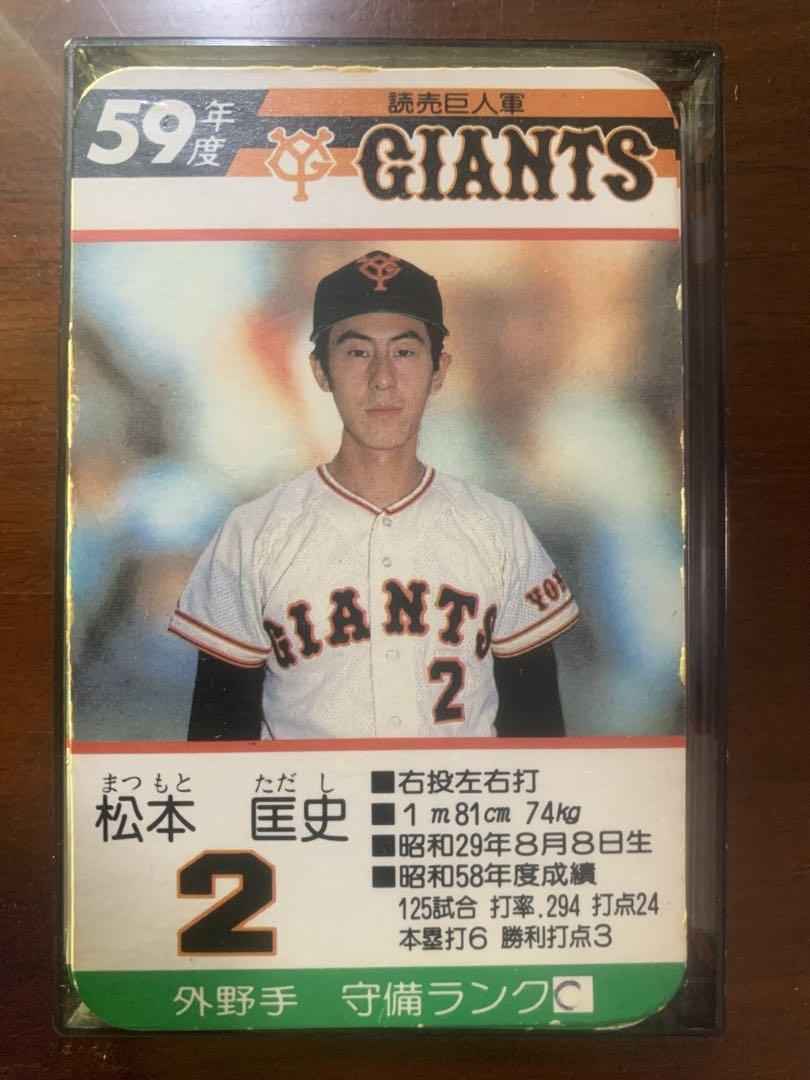 59年度
読売巨人軍
YG GIANTS
YG
GIANTS
YO
2
まつもと ただし
松本 匡史
2
■右投左右打
■1m81cm 74kg
■昭和29年8月8日生
■昭和58年度成績
125試合 打率.294 打点24
本塁打6 勝利打点3
外野手 守備ランクC